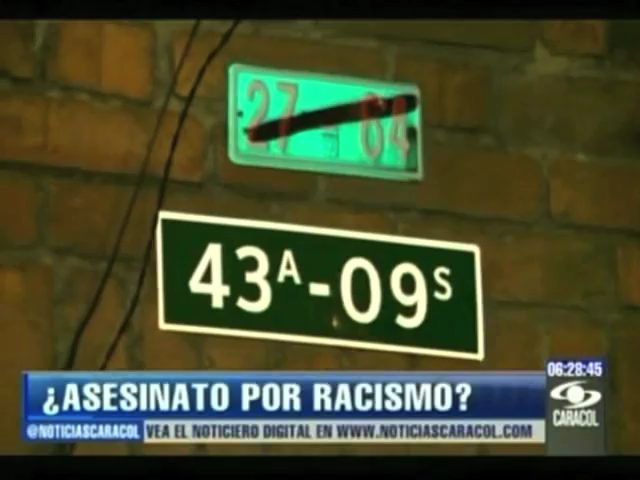 27-84
43A-09S
06:28:45
¿ASESINATO POR RACISMO?
CARACOL
@NOTICIASCARACOL VEA EL NOTICIERO DIGITAL EN WWW.NOTICIASCARACOL.COM